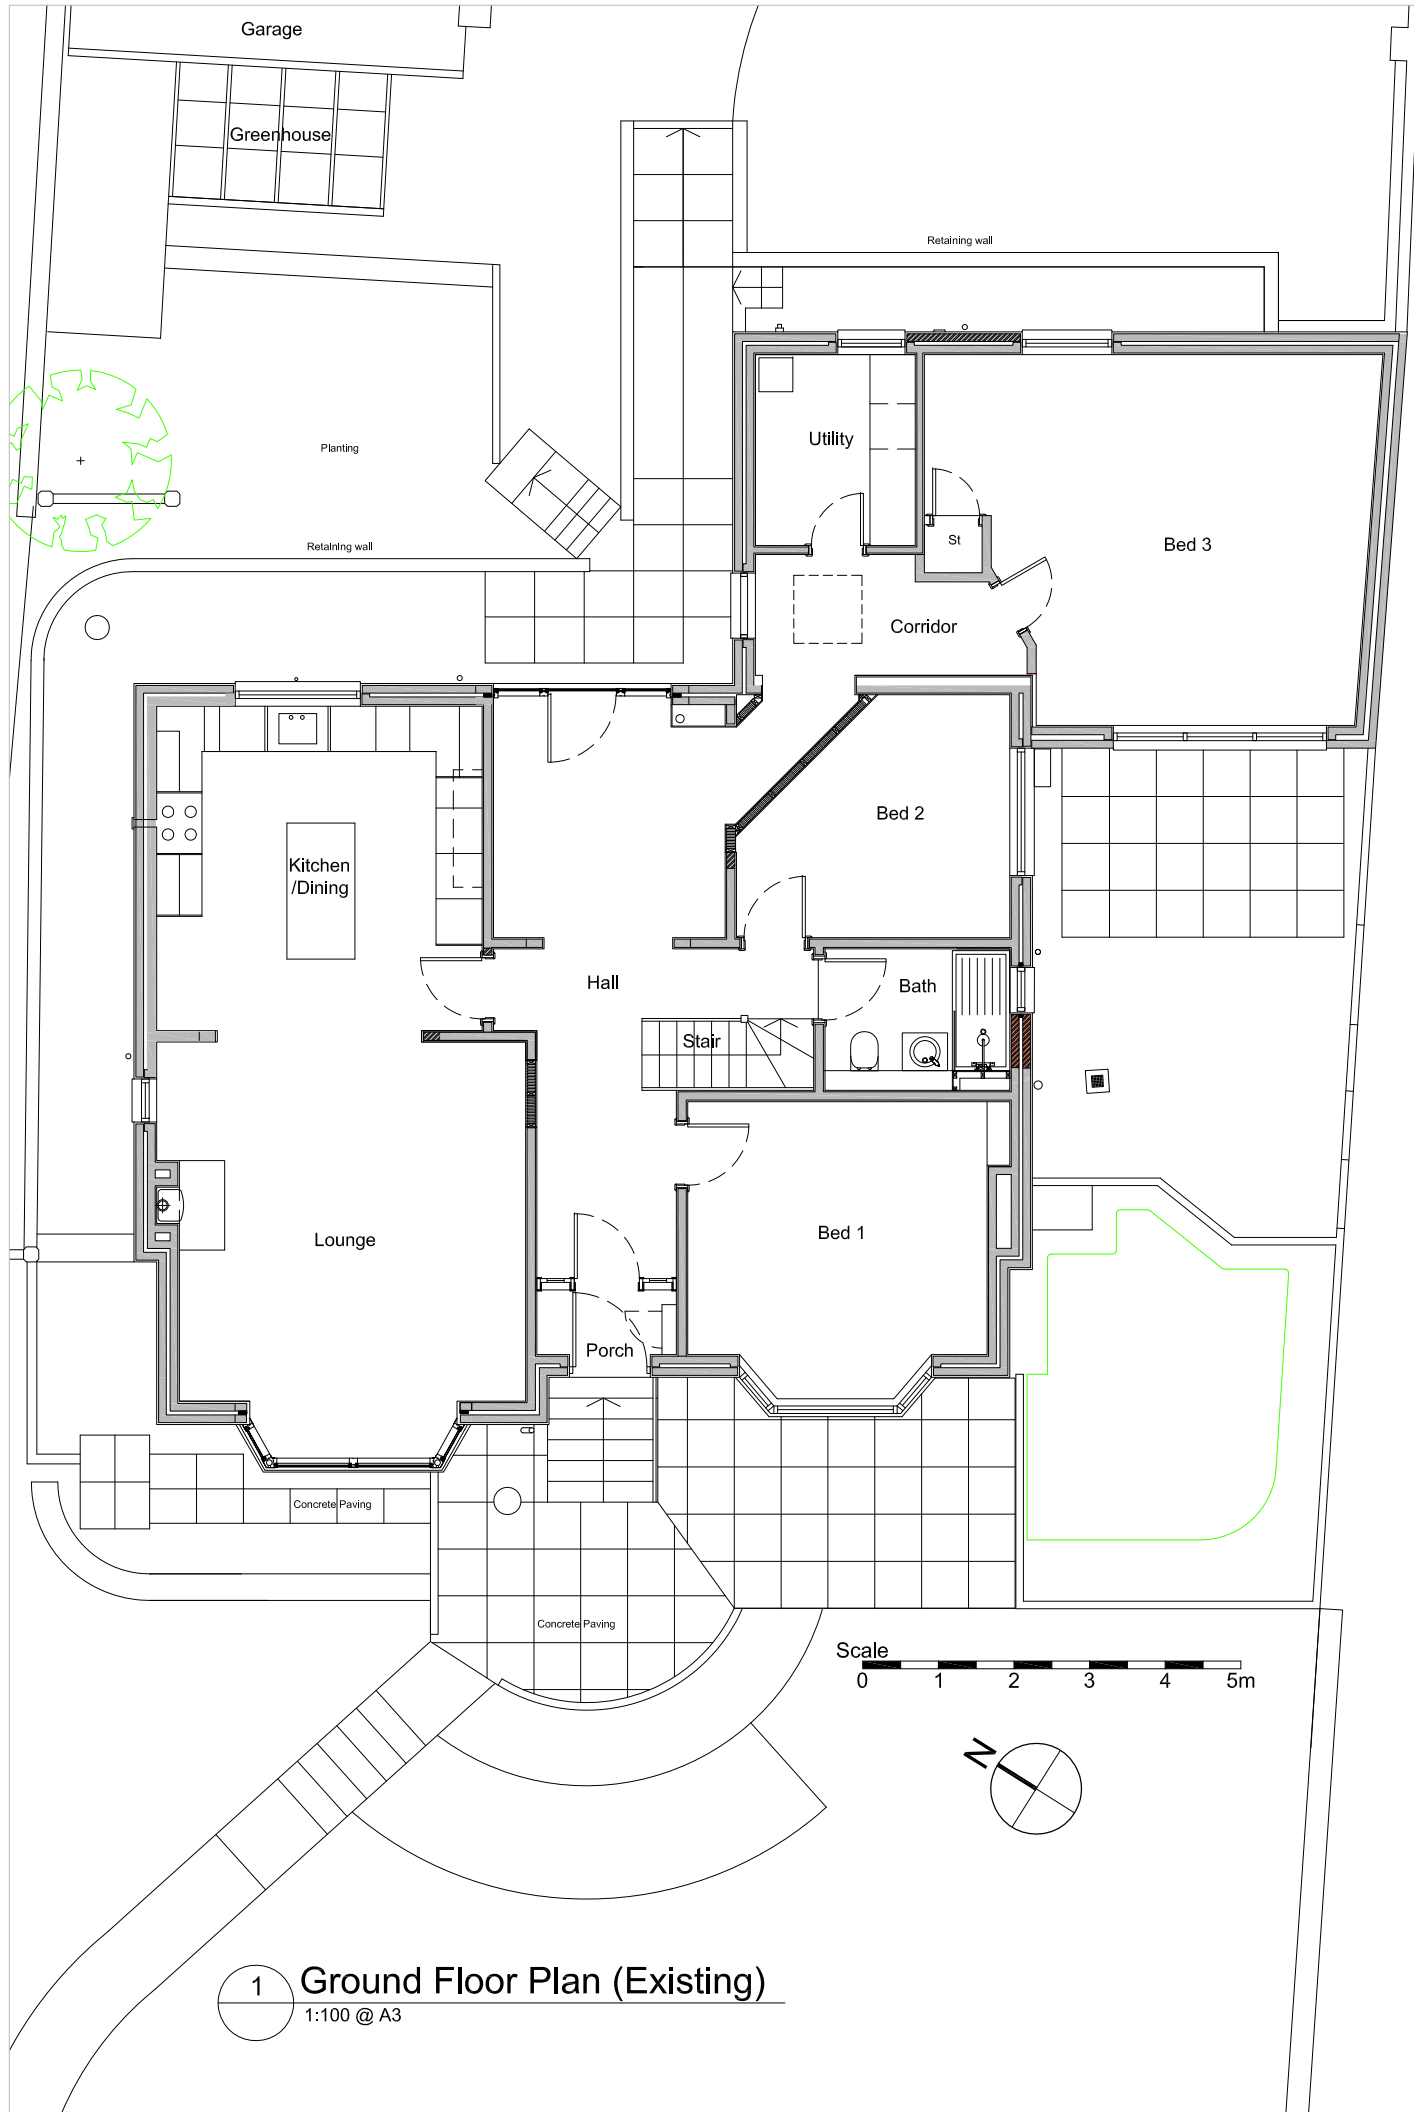 Garage
Greenhouse
Retaining wall
Utility
Planting
St
Bed 3
Retaining wall
Corridor
Bed 2
Kitchen
/Dining
Hall
Bath
Stair
Bed 1
Lounge
Porch
Concrete Paving
Concrete Paving
Scale
0 1 2 3 4 5m
N
1 Ground Floor Plan (Existing)
1:100 @ A3